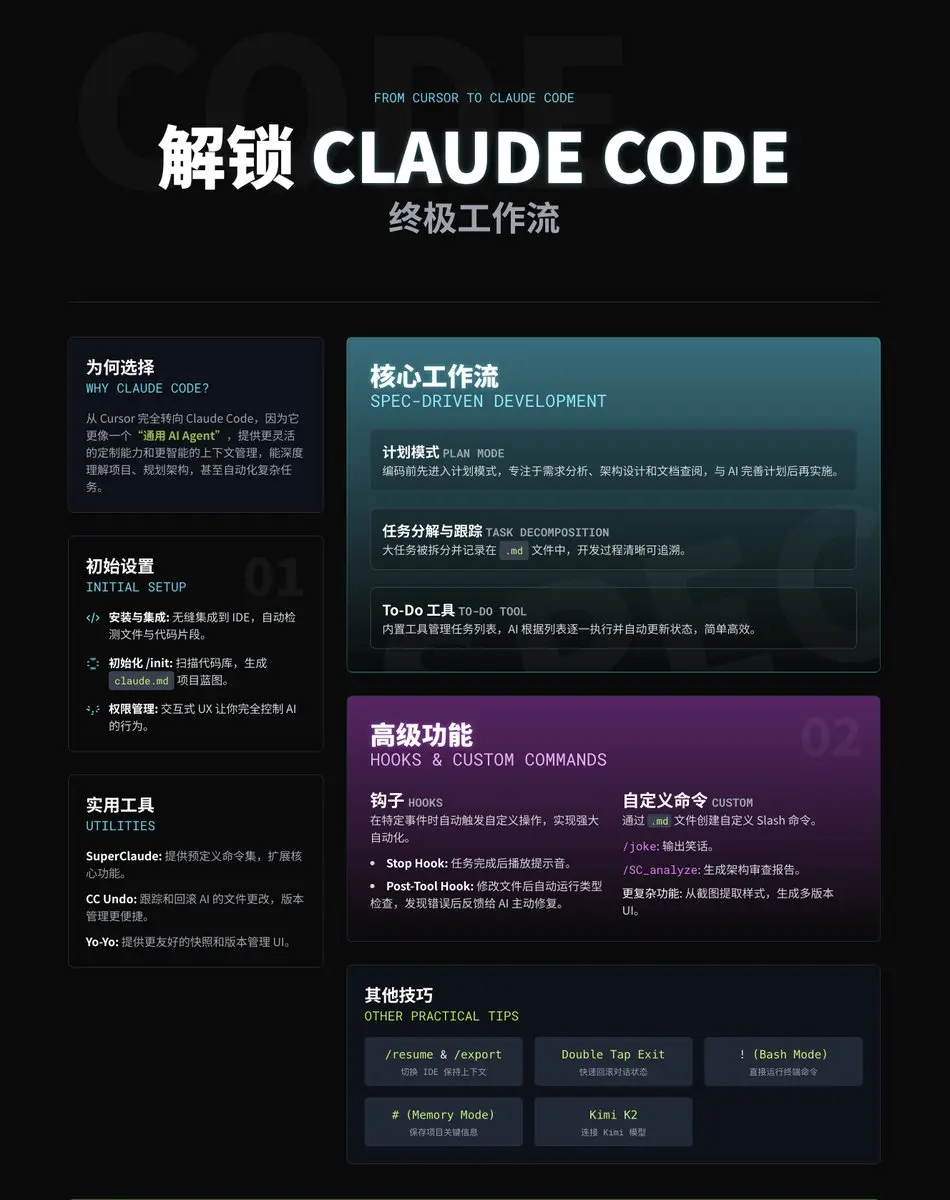 CODE
FROM CURSOR TO CLAUDE CODE
解锁 CLAUDE CODE
终极工作流
为何选择
WHY CLAUDE CODE?
从 Cursor 完全转向 Claude Code，因为它
更像一个“通用 AI Agent”，提供更灵活
的定制能力和更智能的上下文管理，能深度
理解项目、规划架构，甚至自动化复杂任
务。
01
初始设置
INITIAL SETUP
安装与集成: 无缝集成到 IDE，自动检
测文件与代码片段。
初始化 /init: 扫描代码库，生成
claude.md 项目蓝图。
权限管理: 交互式 UX 让你完全控制 AI
的行为。
实用工具
UTILITIES
SuperClaude: 提供预定义命令集，扩展核
心功能。
CC Undo: 跟踪和回滚 AI 的文件更改，版本
管理更便捷。
Yo-Yo: 提供更友好的快照和版本管理 UI。
核心工作流
SPEC-DRIVEN DEVELOPMENT
计划模式 PLAN MODE
编码前先进入计划模式，专注于需求分析、架构设计和文档查阅，与 AI 完善计划后再实施。
任务分解与跟踪 TASK DECOMPOSITION
大任务被拆分并记录在 .md 文件中，开发过程清晰可追溯。
To-Do 工具 TO-DO TOOL
内置工具管理任务列表，AI 根据列表逐一执行并自动更新状态，简单高效。
SPEC
02
高级功能
HOOKS & CUSTOM COMMANDS
钩子 HOOKS
在特定事件时自动触发自定义操作，实现强大
自动化。
• Stop Hook: 任务完成后播放提示音。
• Post-Tool Hook: 修改文件后自动运行类型
检查，发现错误后反馈给 AI 主动修复。
自定义命令 CUSTOM
通过 .md 文件创建自定义 Slash 命令。
/joke: 输出笑话。
/SC_analyze: 生成架构审查报告。
更复杂功能: 从截图提取样式，生成多版本
UI。
其他技巧
OTHER PRACTICAL TIPS
/resume & /export
切换 IDE 保持上下文
Double Tap Exit
快速回滚对话状态
! (Bash Mode)
直接运行终端命令
# (Memory Mode)
保存项目关键信息
Kimi K2
连接 Kimi 模型